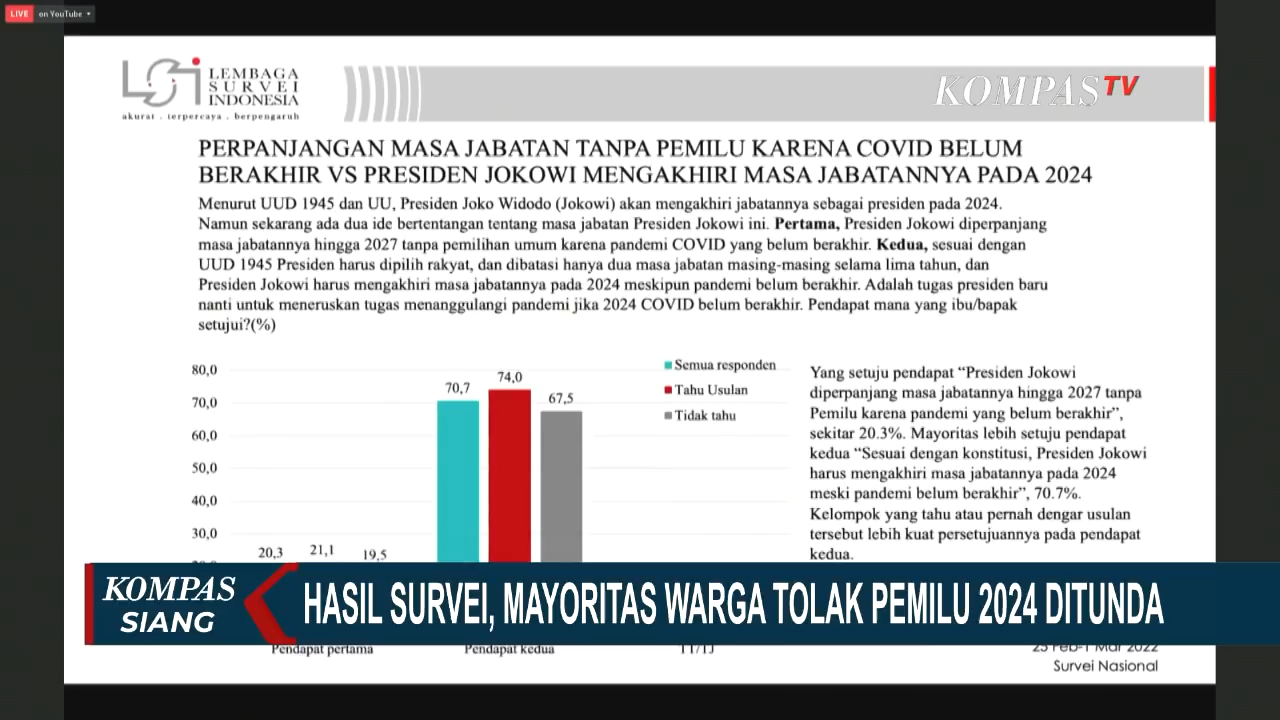 LIVE on YouTube
LEMBAGA
SURVEI
INDONESIA
akurat . terpercaya . berpengaruh
KOMPAS TV
PERPANJANGAN MASA JABATAN TANPA PEMILU KARENA COVID BELUM
BERAKHIR VS PRESIDEN JOKOWI MENGAKHIRI MASA JABATANNYA PADA 2024
Menurut UUD 1945 dan UU, Presiden Joko Widodo (Jokowi) akan mengakhiri jabatannya sebagai presiden pada 2024.
Namun sekarang ada dua ide bertentangan tentang masa jabatan Presiden Jokowi ini. Pertama, Presiden Jokowi diperpanjang
masa jabatannya hingga 2027 tanpa pemilihan umum karena pandemi COVID yang belum berakhir. Kedua, sesuai dengan
UUD 1945 Presiden harus dipilih rakyat, dan dibatasi hanya dua masa jabatan masing-masing selama lima tahun, dan
Presiden Jokowi harus mengakhiri masa jabatannya pada 2024 meskipun pandemi belum berakhir. Adalah tugas presiden baru
nanti untuk meneruskan tugas menanggulangi pandemi jika 2024 COVID belum berakhir. Pendapat mana yang ibu/bapak
setujui?(%)
80,0
70,0
60,0
50,0
40,0
30,0
20,3 21,1 19,5
70,7 74,0 67,5
Semua responden
Tahu Usulan
Tidak tahu
Yang setuju pendapat “Presiden Jokowi
diperpanjang masa jabatannya hingga 2027 tanpa
Pemilu karena pandemi yang belum berakhir”,
sekitar 20.3%. Mayoritas lebih setuju pendapat
kedua “Sesuai dengan konstitusi, Presiden Jokowi
harus mengakhiri masa jabatannya pada 2024
meski pandemi belum berakhir”, 70.7%.
Kelompok yang tahu atau pernah dengar usulan
tersebut lebih kuat persetujuannya pada pendapat
kedua.
KOMPAS
SIANG
HASIL SURVEI, MAYORITAS WARGA TOLAK PEMILU 2024 DITUNDA
Pendapat pertama Pendapat kedua TT/TJ
25 Feb-1 Mar 2022
Survei Nasional